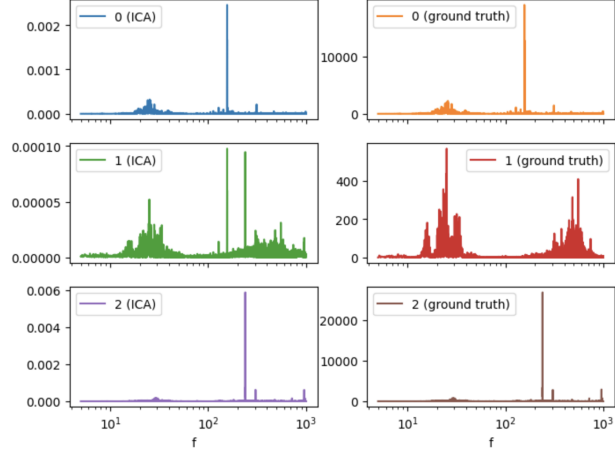 0 (ICA)
0.002
0.001
0.000
0 (ground truth)
10000
0
1 (ICA)
0.00010
0.00005
0.00000
1 (ground truth)
400
200
0
2 (ICA)
0.006
0.004
0.002
0.000
10¹ 10² 10³
f
2 (ground truth)
20000
10000
0
10¹ 10² 10³
f